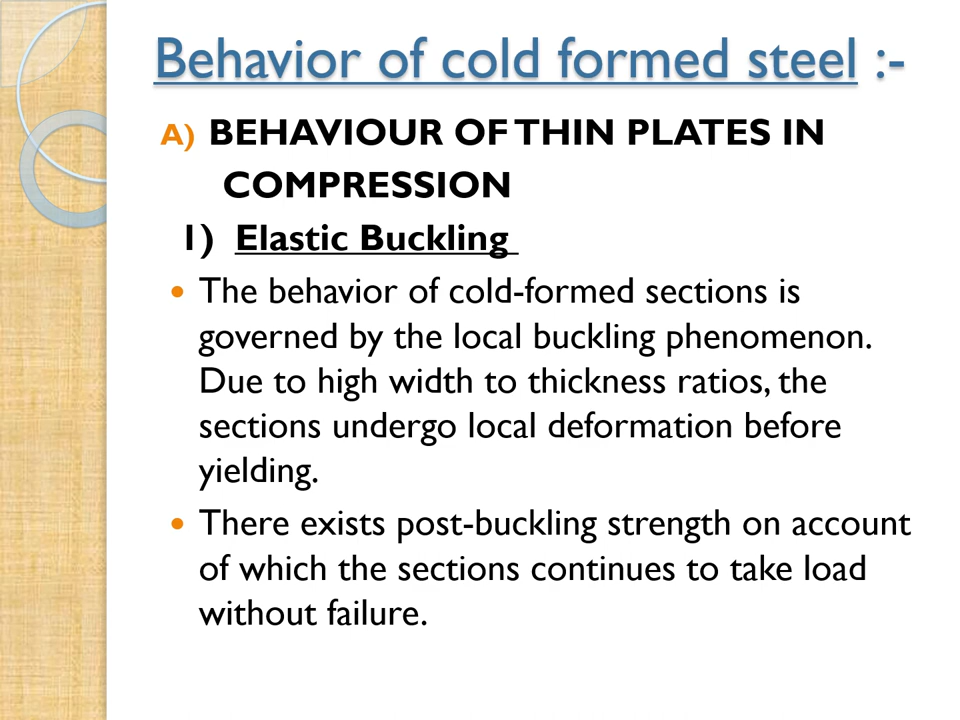 Behavior of cold formed steel :-
A) BEHAVIOUR OF THIN PLATES IN
COMPRESSION
1) Elastic Buckling
• The behavior of cold-formed sections is
governed by the local buckling phenomenon.
Due to high width to thickness ratios, the
sections undergo local deformation before
yielding.
• There exists post-buckling strength on account
of which the sections continues to take load
without failure.